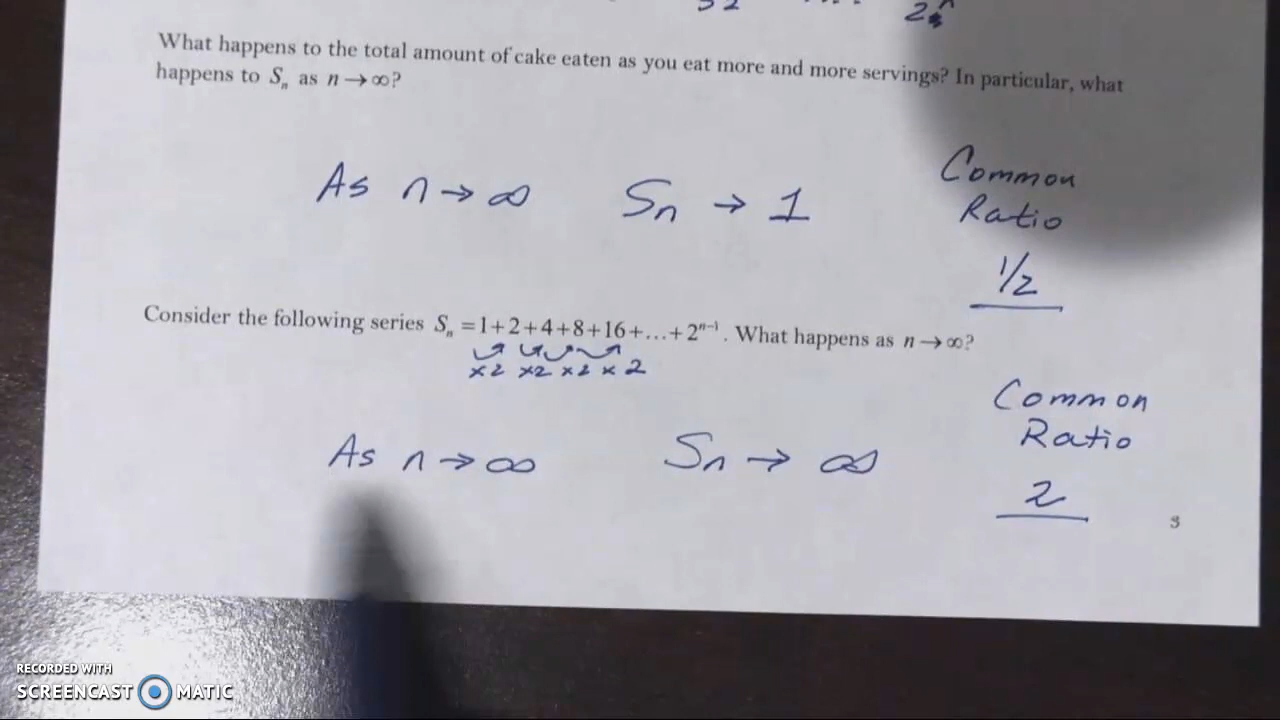 32
2
What happens to the total amount of cake eaten as you eat more and more servings? In particular, what
happens to Sₙ as n→∞?
As n→∞ Sₙ → 1
Common
Ratio
1/2
Consider the following series Sₙ =1+2+4+8+16+...+2ⁿ⁻¹. What happens as n→∞?
×2 ×2 ×2 ×2
As n→∞ Sₙ → ∞
Common
Ratio
2
RECORDED WITH
SCREENCAST MATIC